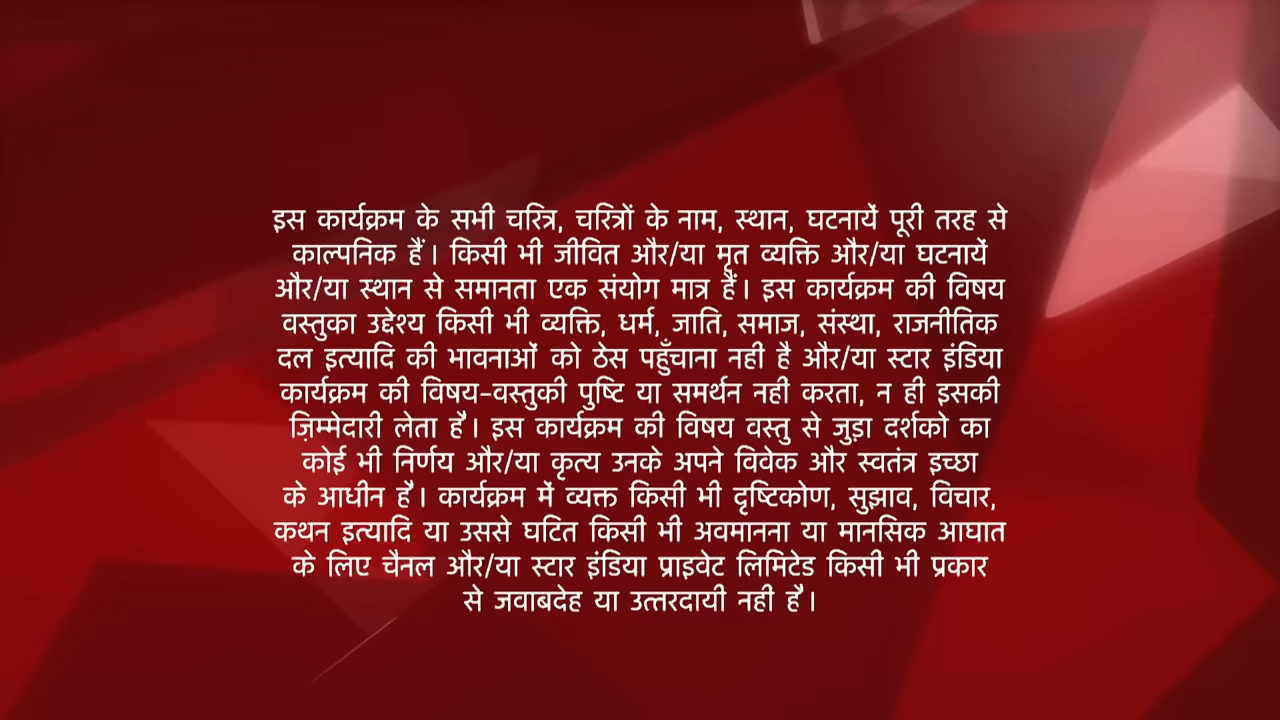 इस कार्यक्रम के सभी चरित्र, चरित्रों के नाम, स्थान, घटनायें पूरी तरह से
काल्पनिक हैं। किसी भी जीवित और/या मृत व्यक्ति और/या घटनायें
और/या स्थान से समानता एक संयोग मात्र हैं। इस कार्यक्रम की विषय
वस्तुका उद्देश्य किसी भी व्यक्ति, धर्म, जाति, समाज, संस्था, राजनीतिक
दल इत्यादि की भावनाओं को ठेस पहुँचाना नही है और/या स्टार इंडिया
कार्यक्रम की विषय-वस्तुकी पुष्टि या समर्थन नही करता, न ही इसकी
ज़िम्मेदारी लेता है। इस कार्यक्रम की विषय वस्तु से जुड़ा दर्शको का
कोई भी निर्णय और/या कृत्य उनके अपने विवेक और स्वतंत्र इच्छा
के आधीन है। कार्यक्रम में व्यक्त किसी भी दृष्टिकोण, सुझाव, विचार,
कथन इत्यादि या उससे घटित किसी भी अवमानना या मानसिक आघात
के लिए चैनल और/या स्टार इंडिया प्राइवेट लिमिटेड किसी भी प्रकार
से जवाबदेह या उत्तरदायी नही है।